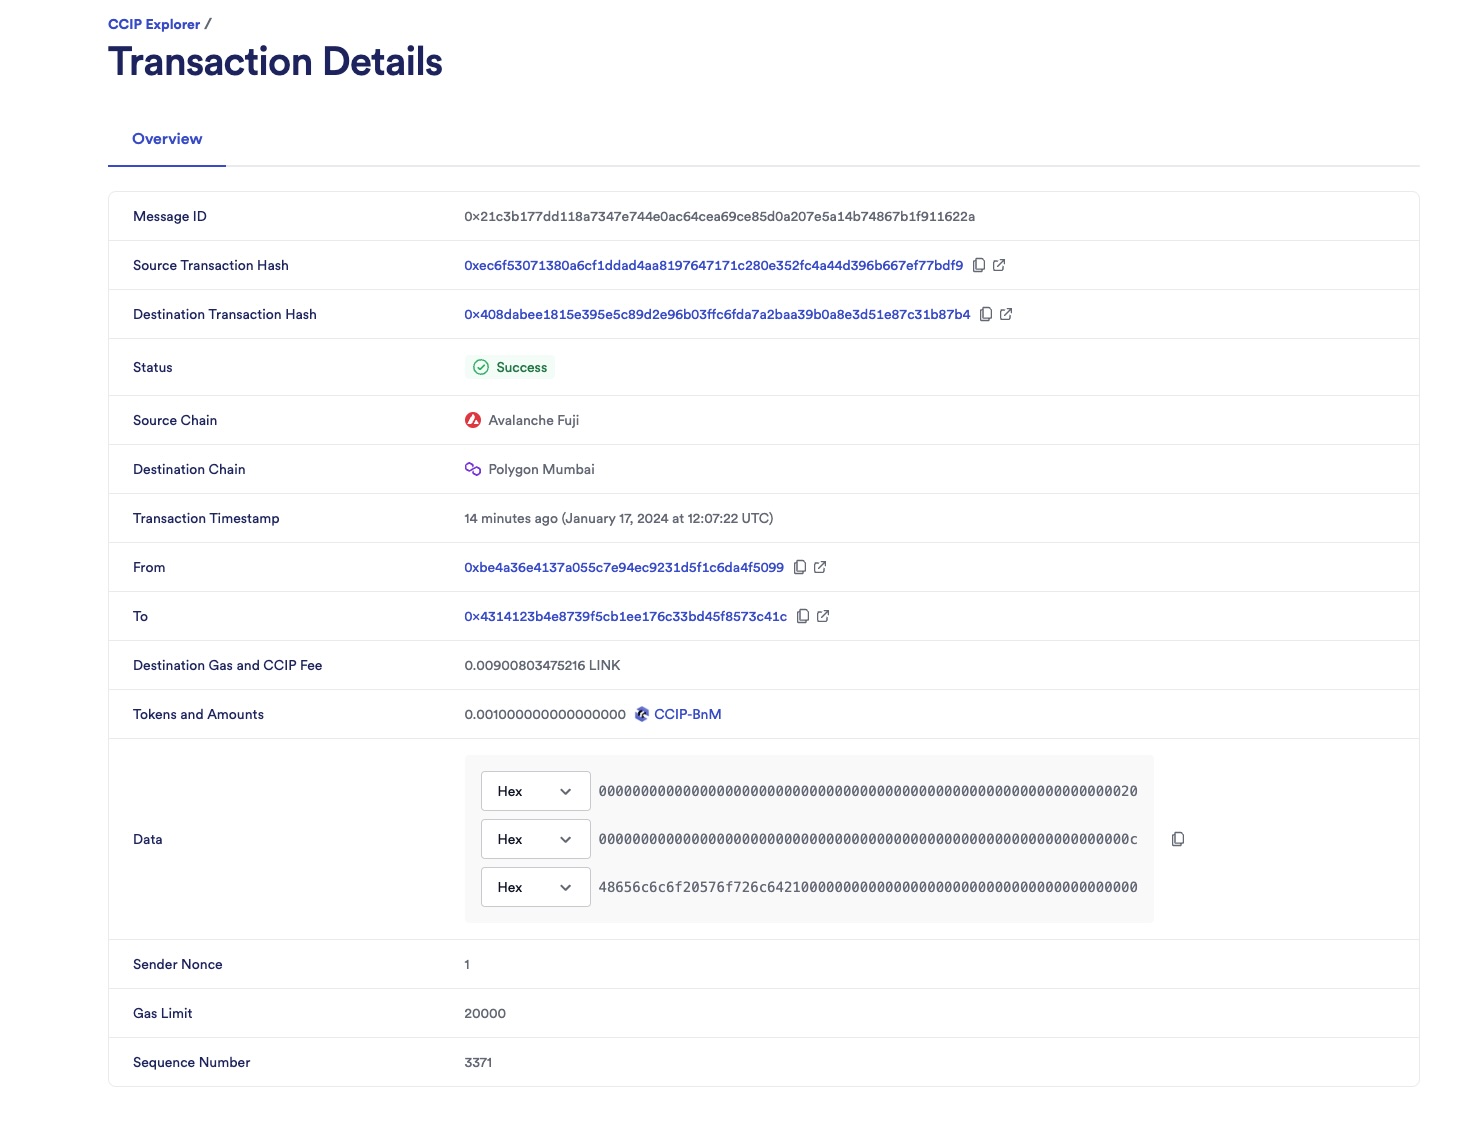 CCIP Explorer /
Transaction Details
Overview
Message ID 0x21c3b177dd118a7347e744e0ac64cea69ce85d0a207e5a14b74867b1f911622a
Source Transaction Hash 0xec6f53071380a6cf1ddad4aa8197647171c280e352fc4a44d396b667ef77bdf9
Destination Transaction Hash 0x408dabee1815e395e5c89d2e96b03ffc6fda7a2baa39b0a8e3d51e87c31b87b4
Status Success
Source Chain Avalanche Fuji
Destination Chain Polygon Mumbai
Transaction Timestamp 14 minutes ago (January 17, 2024 at 12:07:22 UTC)
From 0xbe4a36e4137a055c7e94ec9231d5f1c6da4f5099
To 0x4314123b4e8739f5cb1ee176c33bd45f8573c41c
Destination Gas and CCIP Fee 0.00900803475216 LINK
Tokens and Amounts 0.001000000000000000 CCIP-BnM
Hex 0000000000000000000000000000000000000000000000000000000000000020
Data Hex 000000000000000000000000000000000000000000000000000000000000000c
Hex 48656c6c6f20576f726c64210000000000000000000000000000000000000000
Sender Nonce 1
Gas Limit 20000
Sequence Number 3371